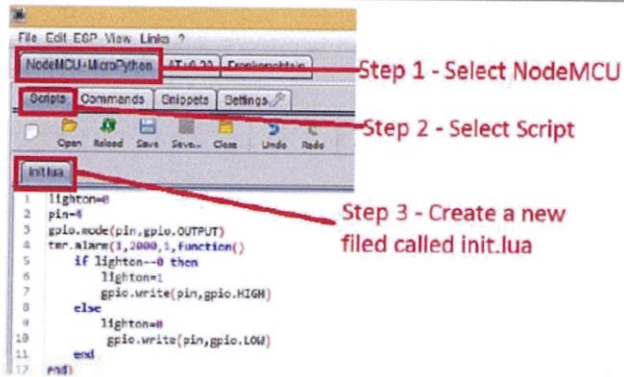 File Edit ESP View Links ?
NodeMCU+MicroPython AT v0.20 Frankenshtein
Step 1 - Select NodeMCU
Scripts Commands Snippets Settings
Step 2 - Select Script
Open Reload Save Save... Close Undo Redo
init.lua
Step 3 - Create a new
filed called init.lua
1 lighton=0
2 pin=4
3 gpio.mode(pin,gpio.OUTPUT)
4 tmr.alarm(1,2000,1,function()
5 if lighton==0 then
6 lighton=1
7 gpio.write(pin,gpio.HIGH)
8 else
9 lighton=0
10 gpio.write(pin,gpio.LOW)
11 end
12 end)